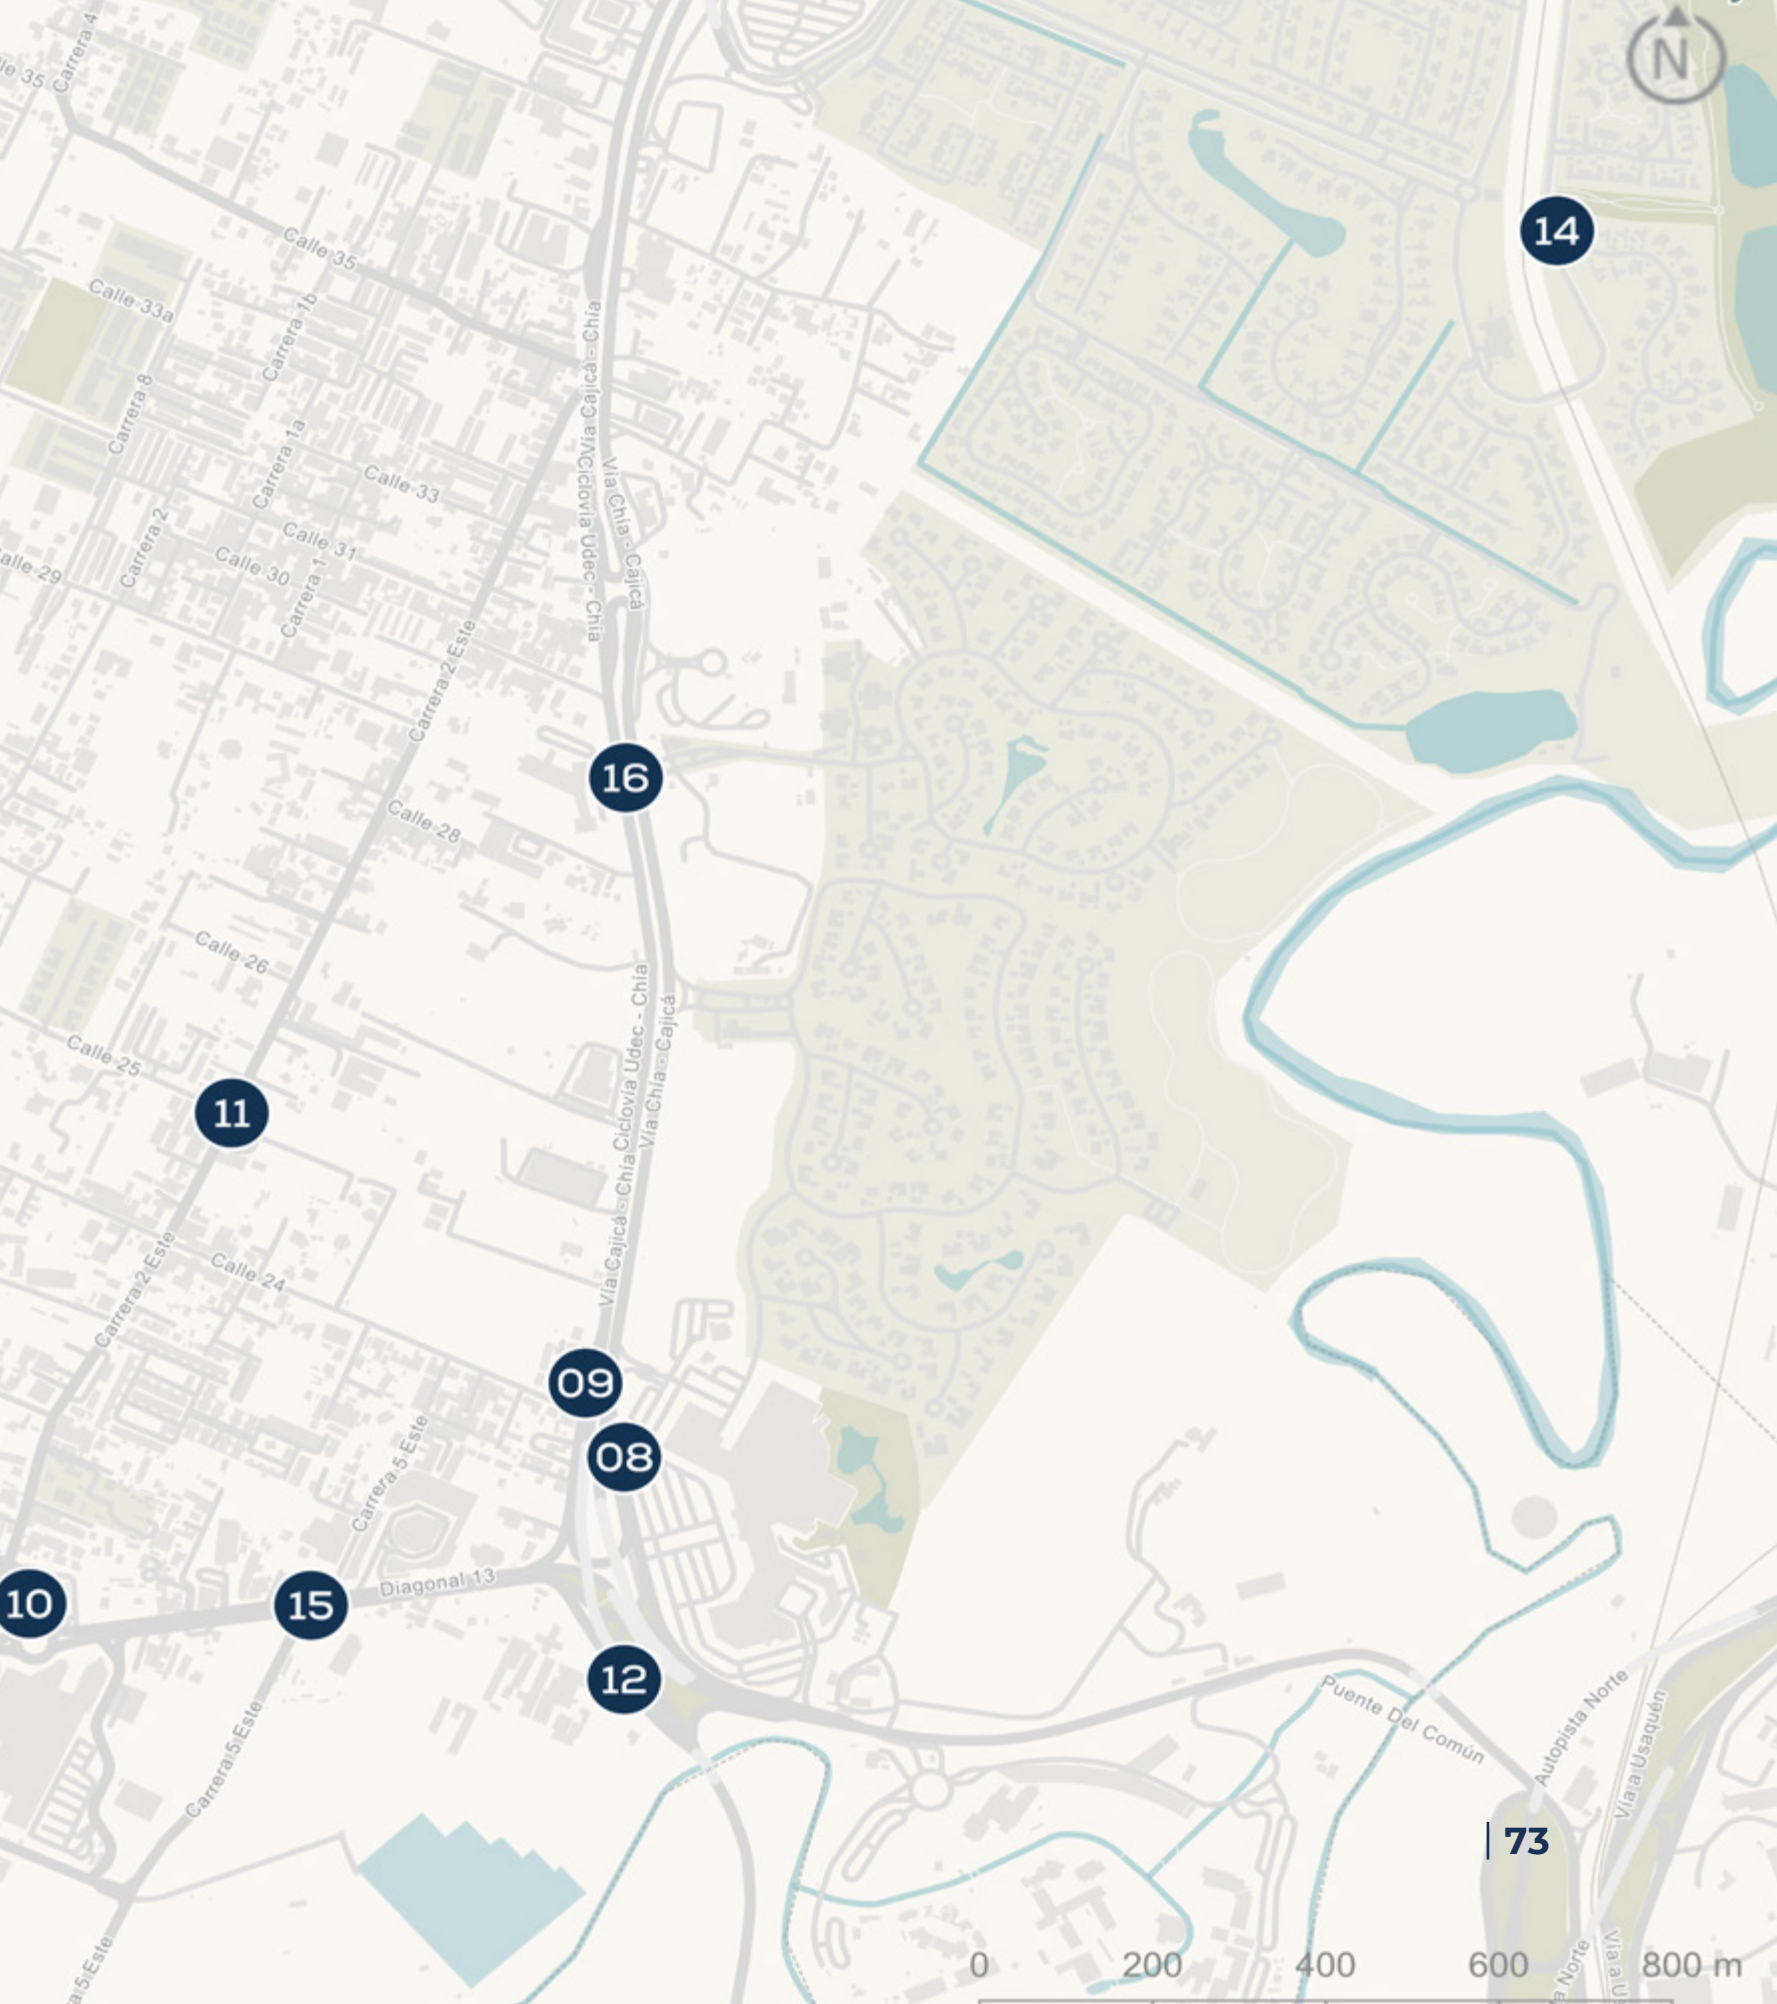 Carrera 4
N
14
Calle 35
Calle 33a
Carrera 1b
Carrera 8
Vía Cajicá - Chía
Carrera 1a
Calle 33
Ciclovia Udec - Chía
Vía Chía - Cajicá
Carrera 2
Calle 31
Calle 30
Carrera 1
Carrera 2 Este
16
Calle 28
Calle 26
Ciclovia Udec - Chía
Vía Chía - Cajicá
Calle 25
11
Vía Cajicá - Chía
Carrera 2 Este
Calle 24
09
08
Carrera 5 Este
Diagonal 13
10
15
12
Puente Del Común
Autopista Norte
Vía a Usaquén
Carrera 5 Este
| 73
0 200 400 600 800 m